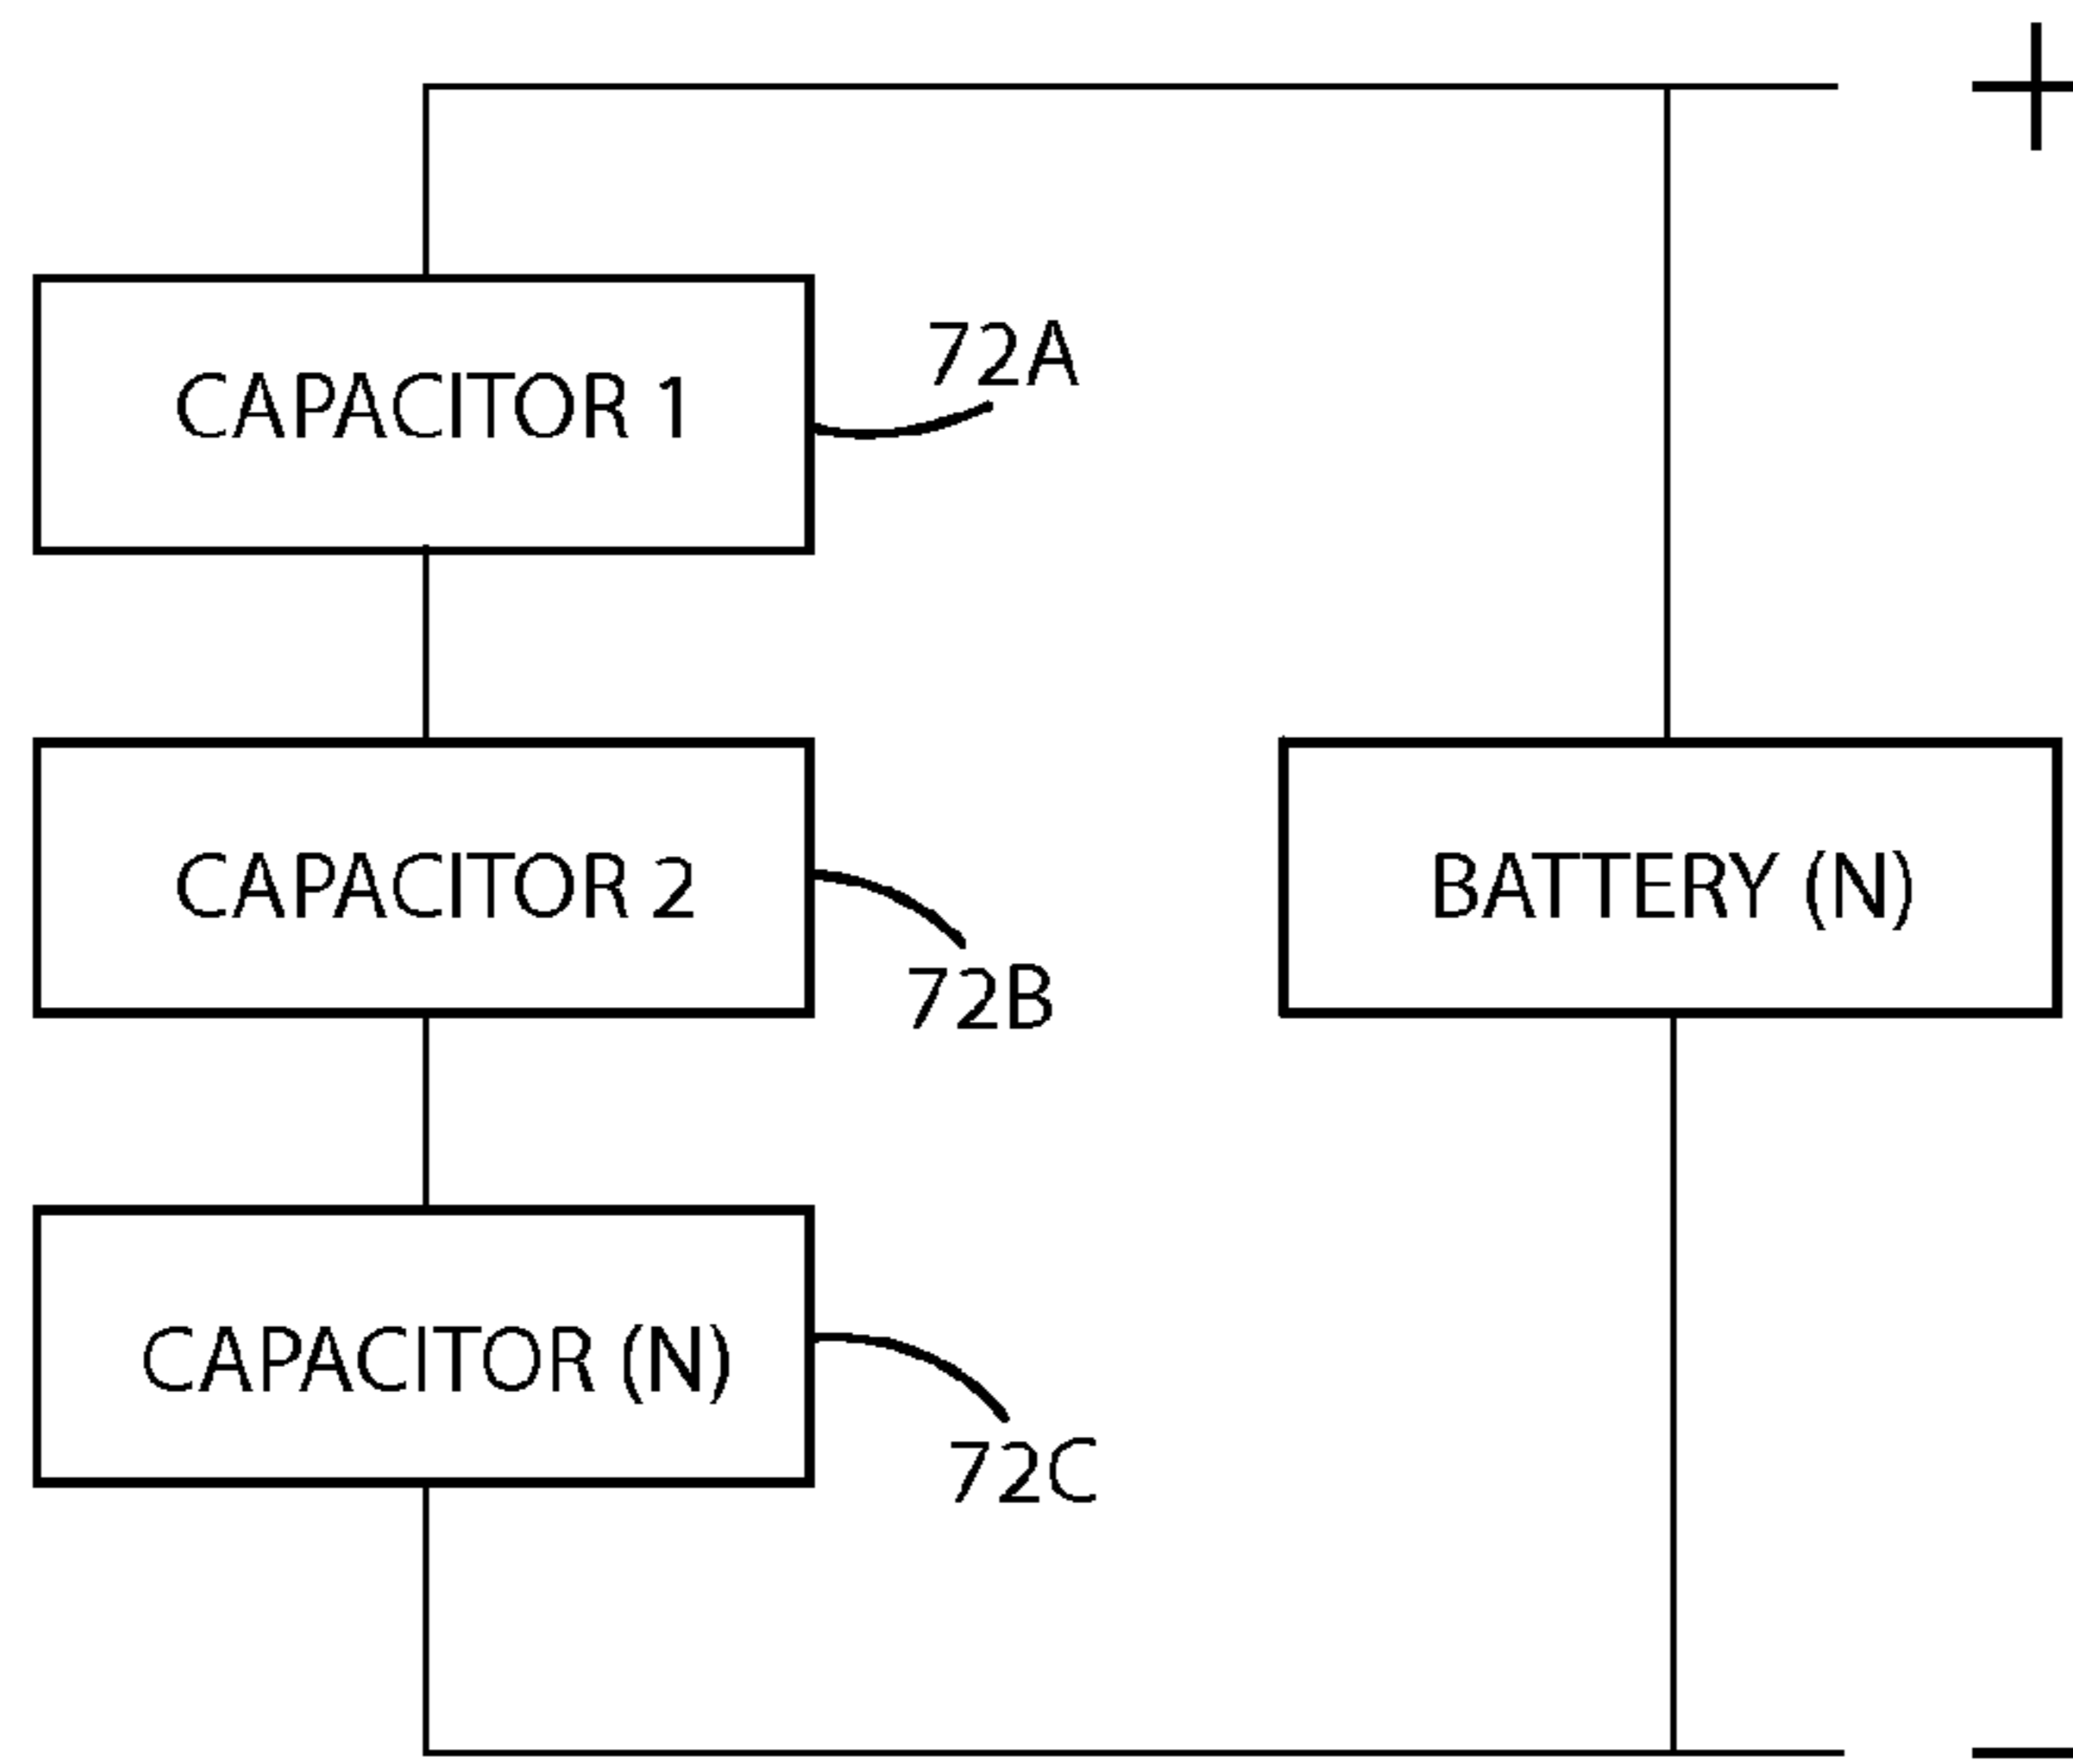 +
CAPACITOR 1
72A
CAPACITOR 2
72B
BATTERY (N)
CAPACITOR (N)
72C
−